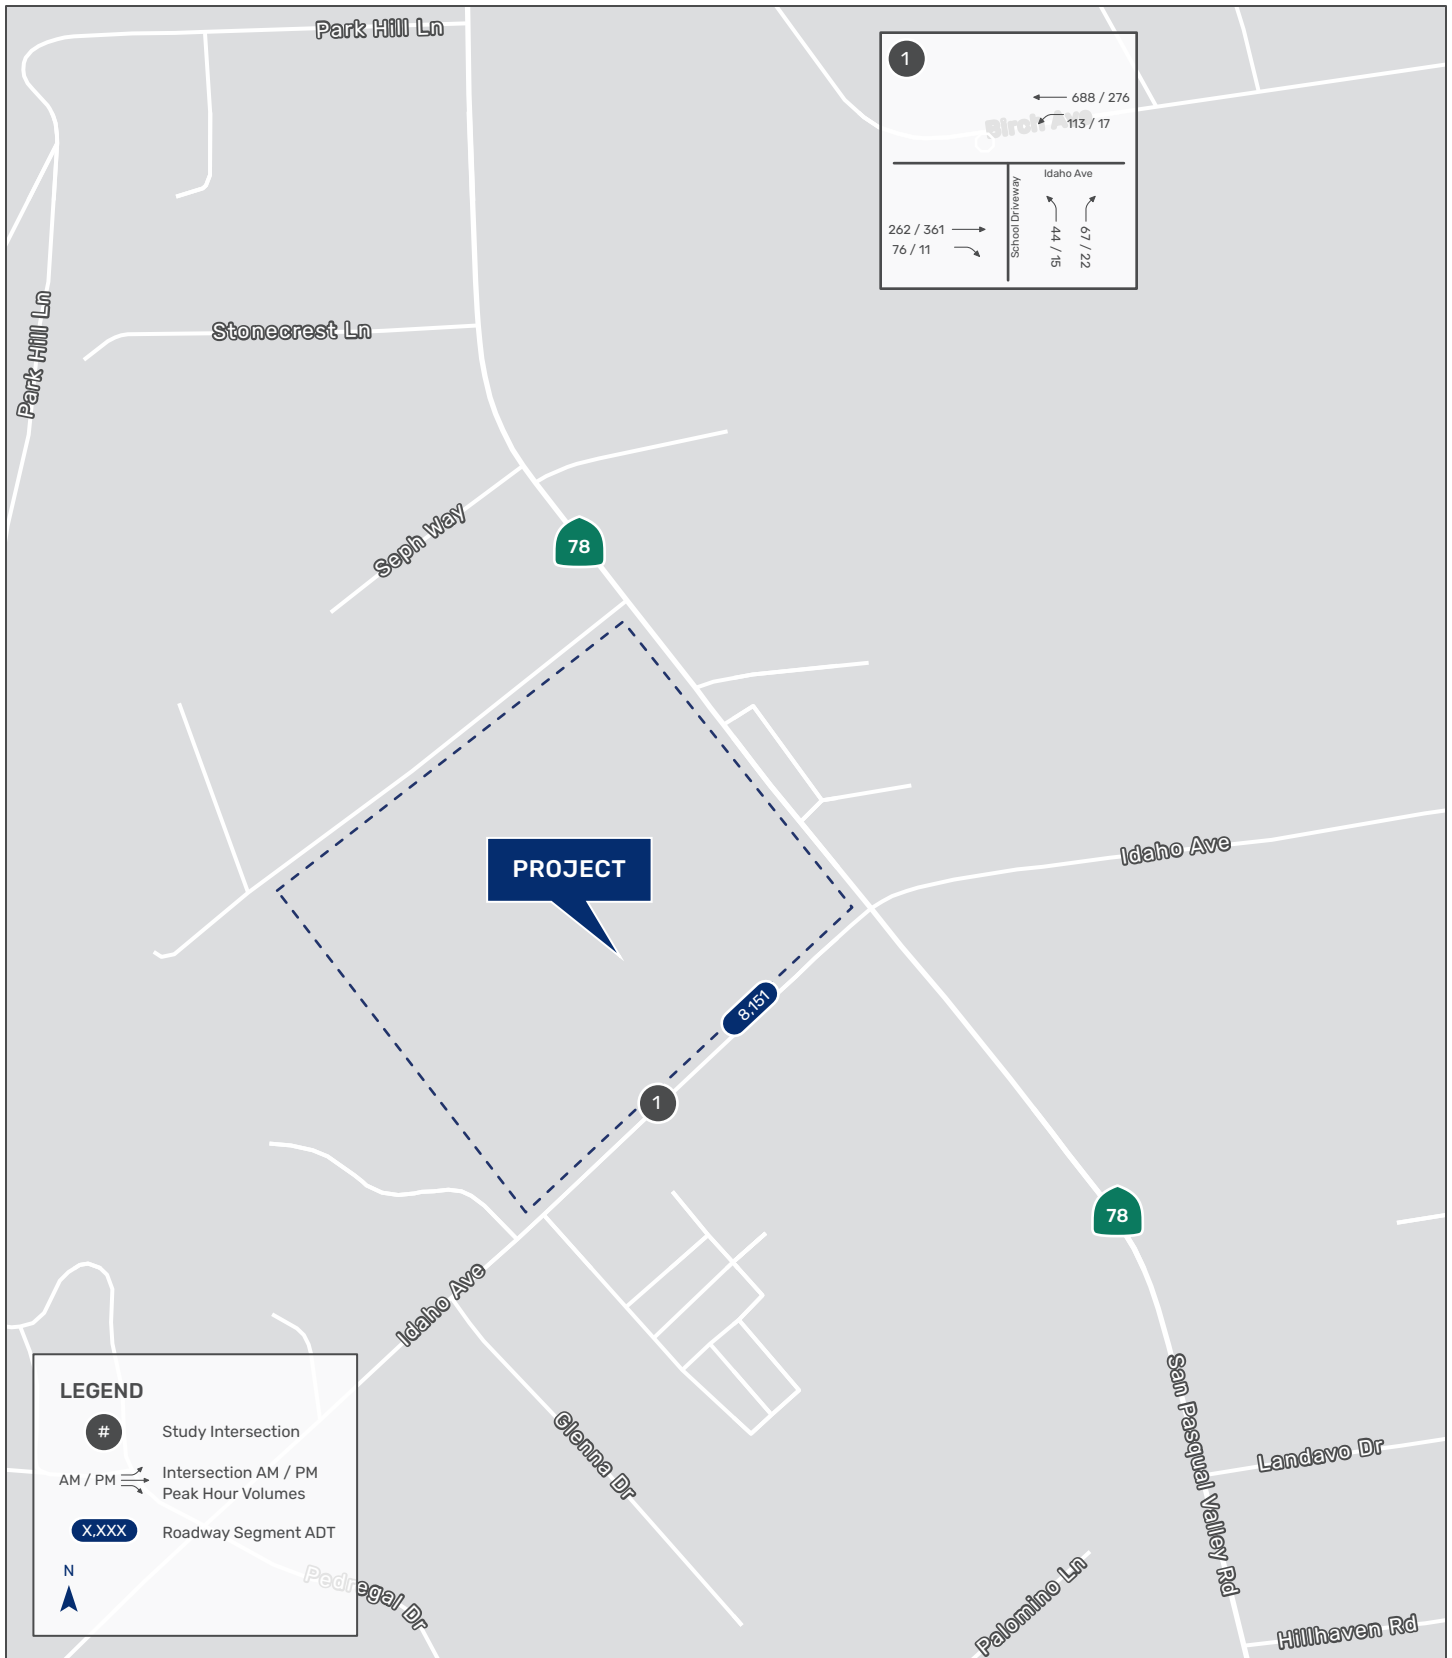 Park Hill Ln
1
688 / 276
Birch Ave
113 / 17
Idaho Ave
School Driveway
262 / 361
76 / 11
44 / 15
67 / 22
Park Hill Ln
Stonecrest Ln
Seph Way
78
PROJECT
Idaho Ave
8,151
1
78
Idaho Ave
San Pasqual Valley Rd
Landavo Dr
Glenna Dr
Palomino Ln
Hillhaven Rd
LEGEND
# Study Intersection
AM / PM Intersection AM / PM
Peak Hour Volumes
X,XXX Roadway Segment ADT
N
Pedregal Dr